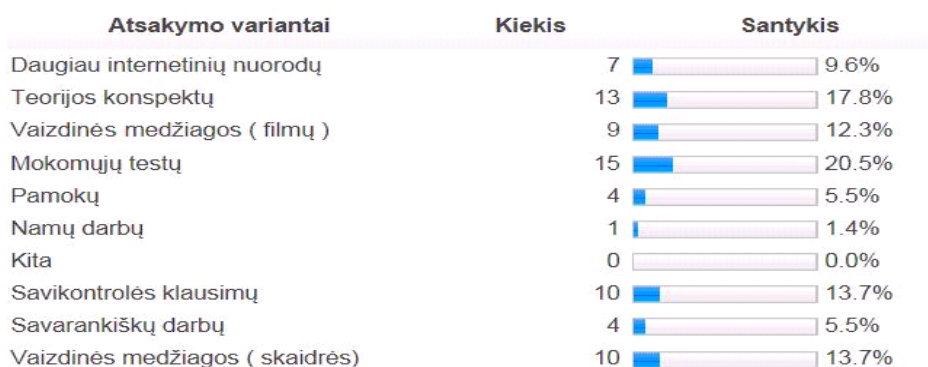 Atsakymo variantai Kiekis Santykis
Daugiau internetinių nuorodų 7 9.6%
Teorijos konspektų 13 17.8%
Vaizdinės medžiagos ( filmų ) 9 12.3%
Mokomųjų testų 15 20.5%
Pamokų 4 5.5%
Namų darbų 1 1.4%
Kita 0 0.0%
Savikontrolės klausimų 10 13.7%
Savarankiškų darbų 4 5.5%
Vaizdinės medžiagos ( skaidrės) 10 13.7%